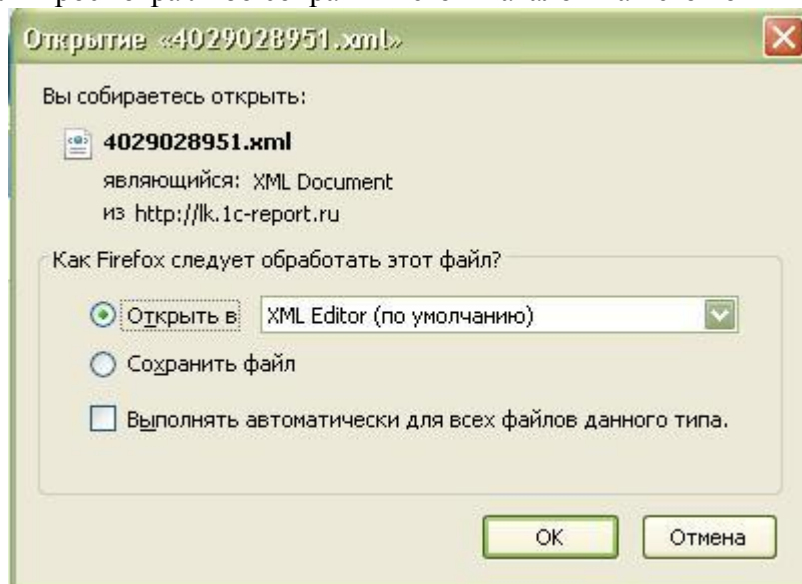 Открытие «4029028951.xml»
Вы собираетесь открыть:
4029028951.xml
являющийся: XML Document
из http://lk.1c-report.ru
Как Firefox следует обработать этот файл?
Открыть в XML Editor (по умолчанию)
Сохранить файл
Выполнять автоматически для всех файлов данного типа.
ОК Отмена